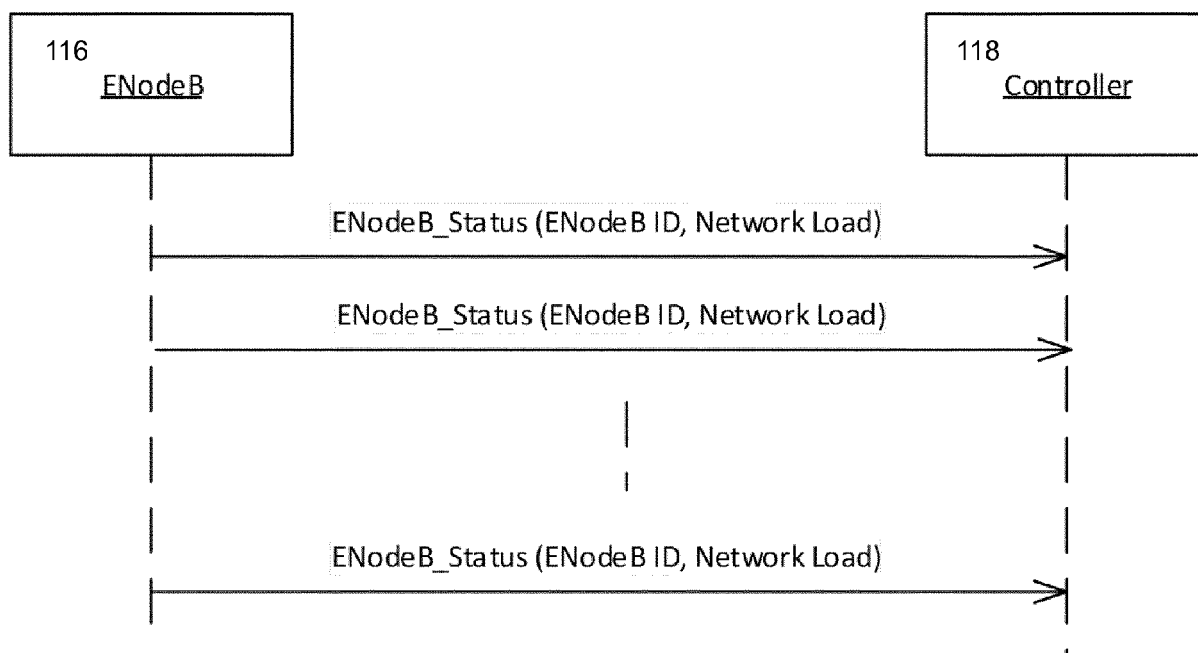 116
ENodeB
118
Controller
ENodeB_Status (ENodeB ID, Network Load)
ENodeB_Status (ENodeB ID, Network Load)
ENodeB_Status (ENodeB ID, Network Load)